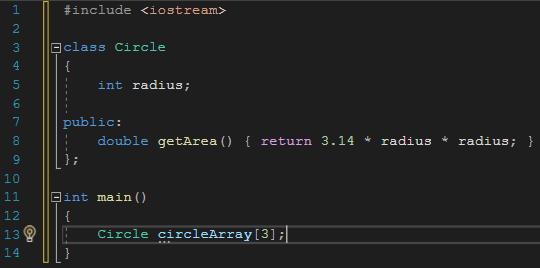 1 #include <iostream>
2
3 class Circle
4 {
5     int radius;
6
7 public:
8     double getArea() { return 3.14 * radius * radius; }
9 };
10
11 int main()
12 {
13     Circle circleArray[3];
14 }